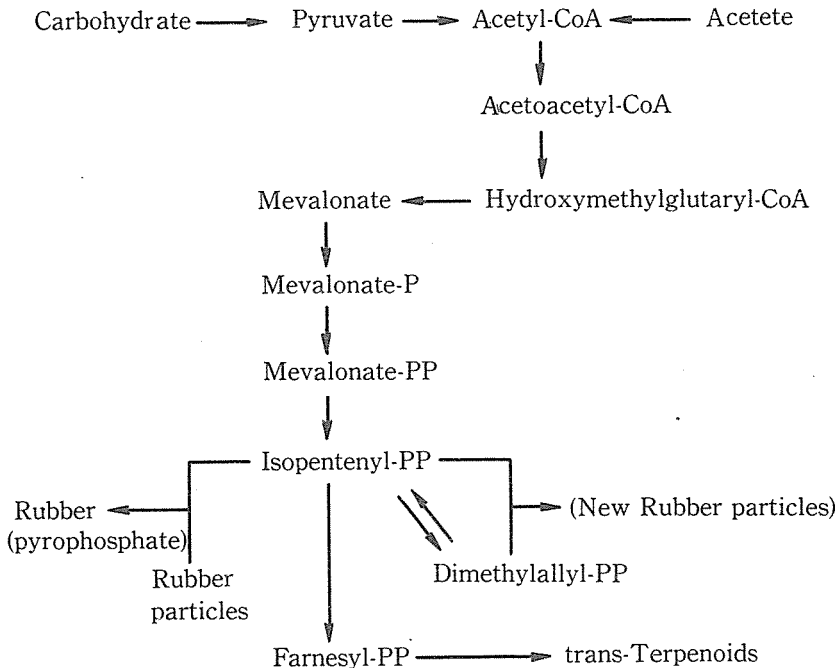 Carbohydrate Pyruvate Acetyl-CoA Acetete
Acetoacetyl-CoA
Mevalonate Hydroxymethylglutaryl-CoA
Mevalonate-P
Mevalonate-PP
Isopentenyl-PP
Rubber (New Rubber particles)
(pyrophosphate)
Rubber Dimethylallyl-PP
particles
Farnesyl-PP trans-Terpenoids